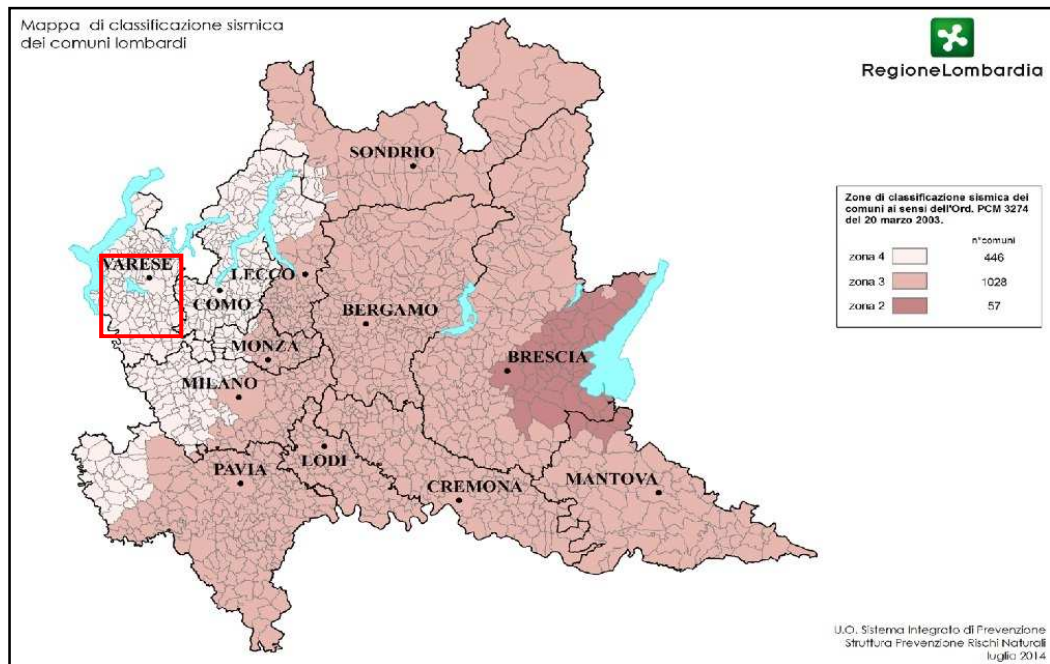 Mappa di classificazione sismica
dei comuni lombardi
RegioneLombardia
SONDRIO
VARESE
LECCO
COMO
BERGAMO
MONZA
BRESCIA
MILANO
PAVIA
LODI
CREMONA
MANTOVA
Zone di classificazione sismica dei
comuni ai sensi dell'Ord. PCM 3274
del 20 marzo 2003.
n°comuni
zona 4 446
zona 3 1028
zona 2 57
U.O. Sistema Integrato di Prevenzione
Struttura Prevenzione Rischi Naturali
luglio 2014